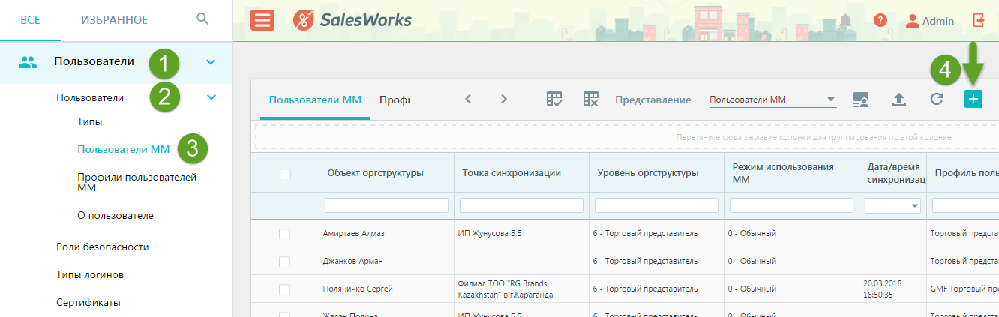 ВСЕ ИЗБРАННОЕ
SalesWorks
? Admin
Пользователи 1
Пользователи 2
Типы
Пользователи ММ 3
Профили пользователей
ММ
О пользователе
Роли безопасности
Типы логинов
Сертификаты
4
Пользователи ММ Профи Представление Пользователи ММ
Перетяните сюда заглавие колонки для группирования по этой колонке
Объект оргструктуры Точка синхронизации Уровень оргструктуры Режим использования ММ Дата/время синхронизац Профиль поль
Амиртаев Алмаз ИП Жунусова Б.Б 6 - Торговый представитель 0 - Обычный Торговый предста
Джанков Арман 6 - Торговый представитель 0 - Обычный Торговый предста
Поляничко Сергей Филиал ТОО "RG Brands Kazakhstan" в г.Караганда 6 - Торговый представитель 0 - Обычный 20.03.2018 18:50:35 GMF Торговый пре
Жадан Полина ИП Жунусова Б.Б 6 - Торговый представитель 0 - Обычный Торговый предста